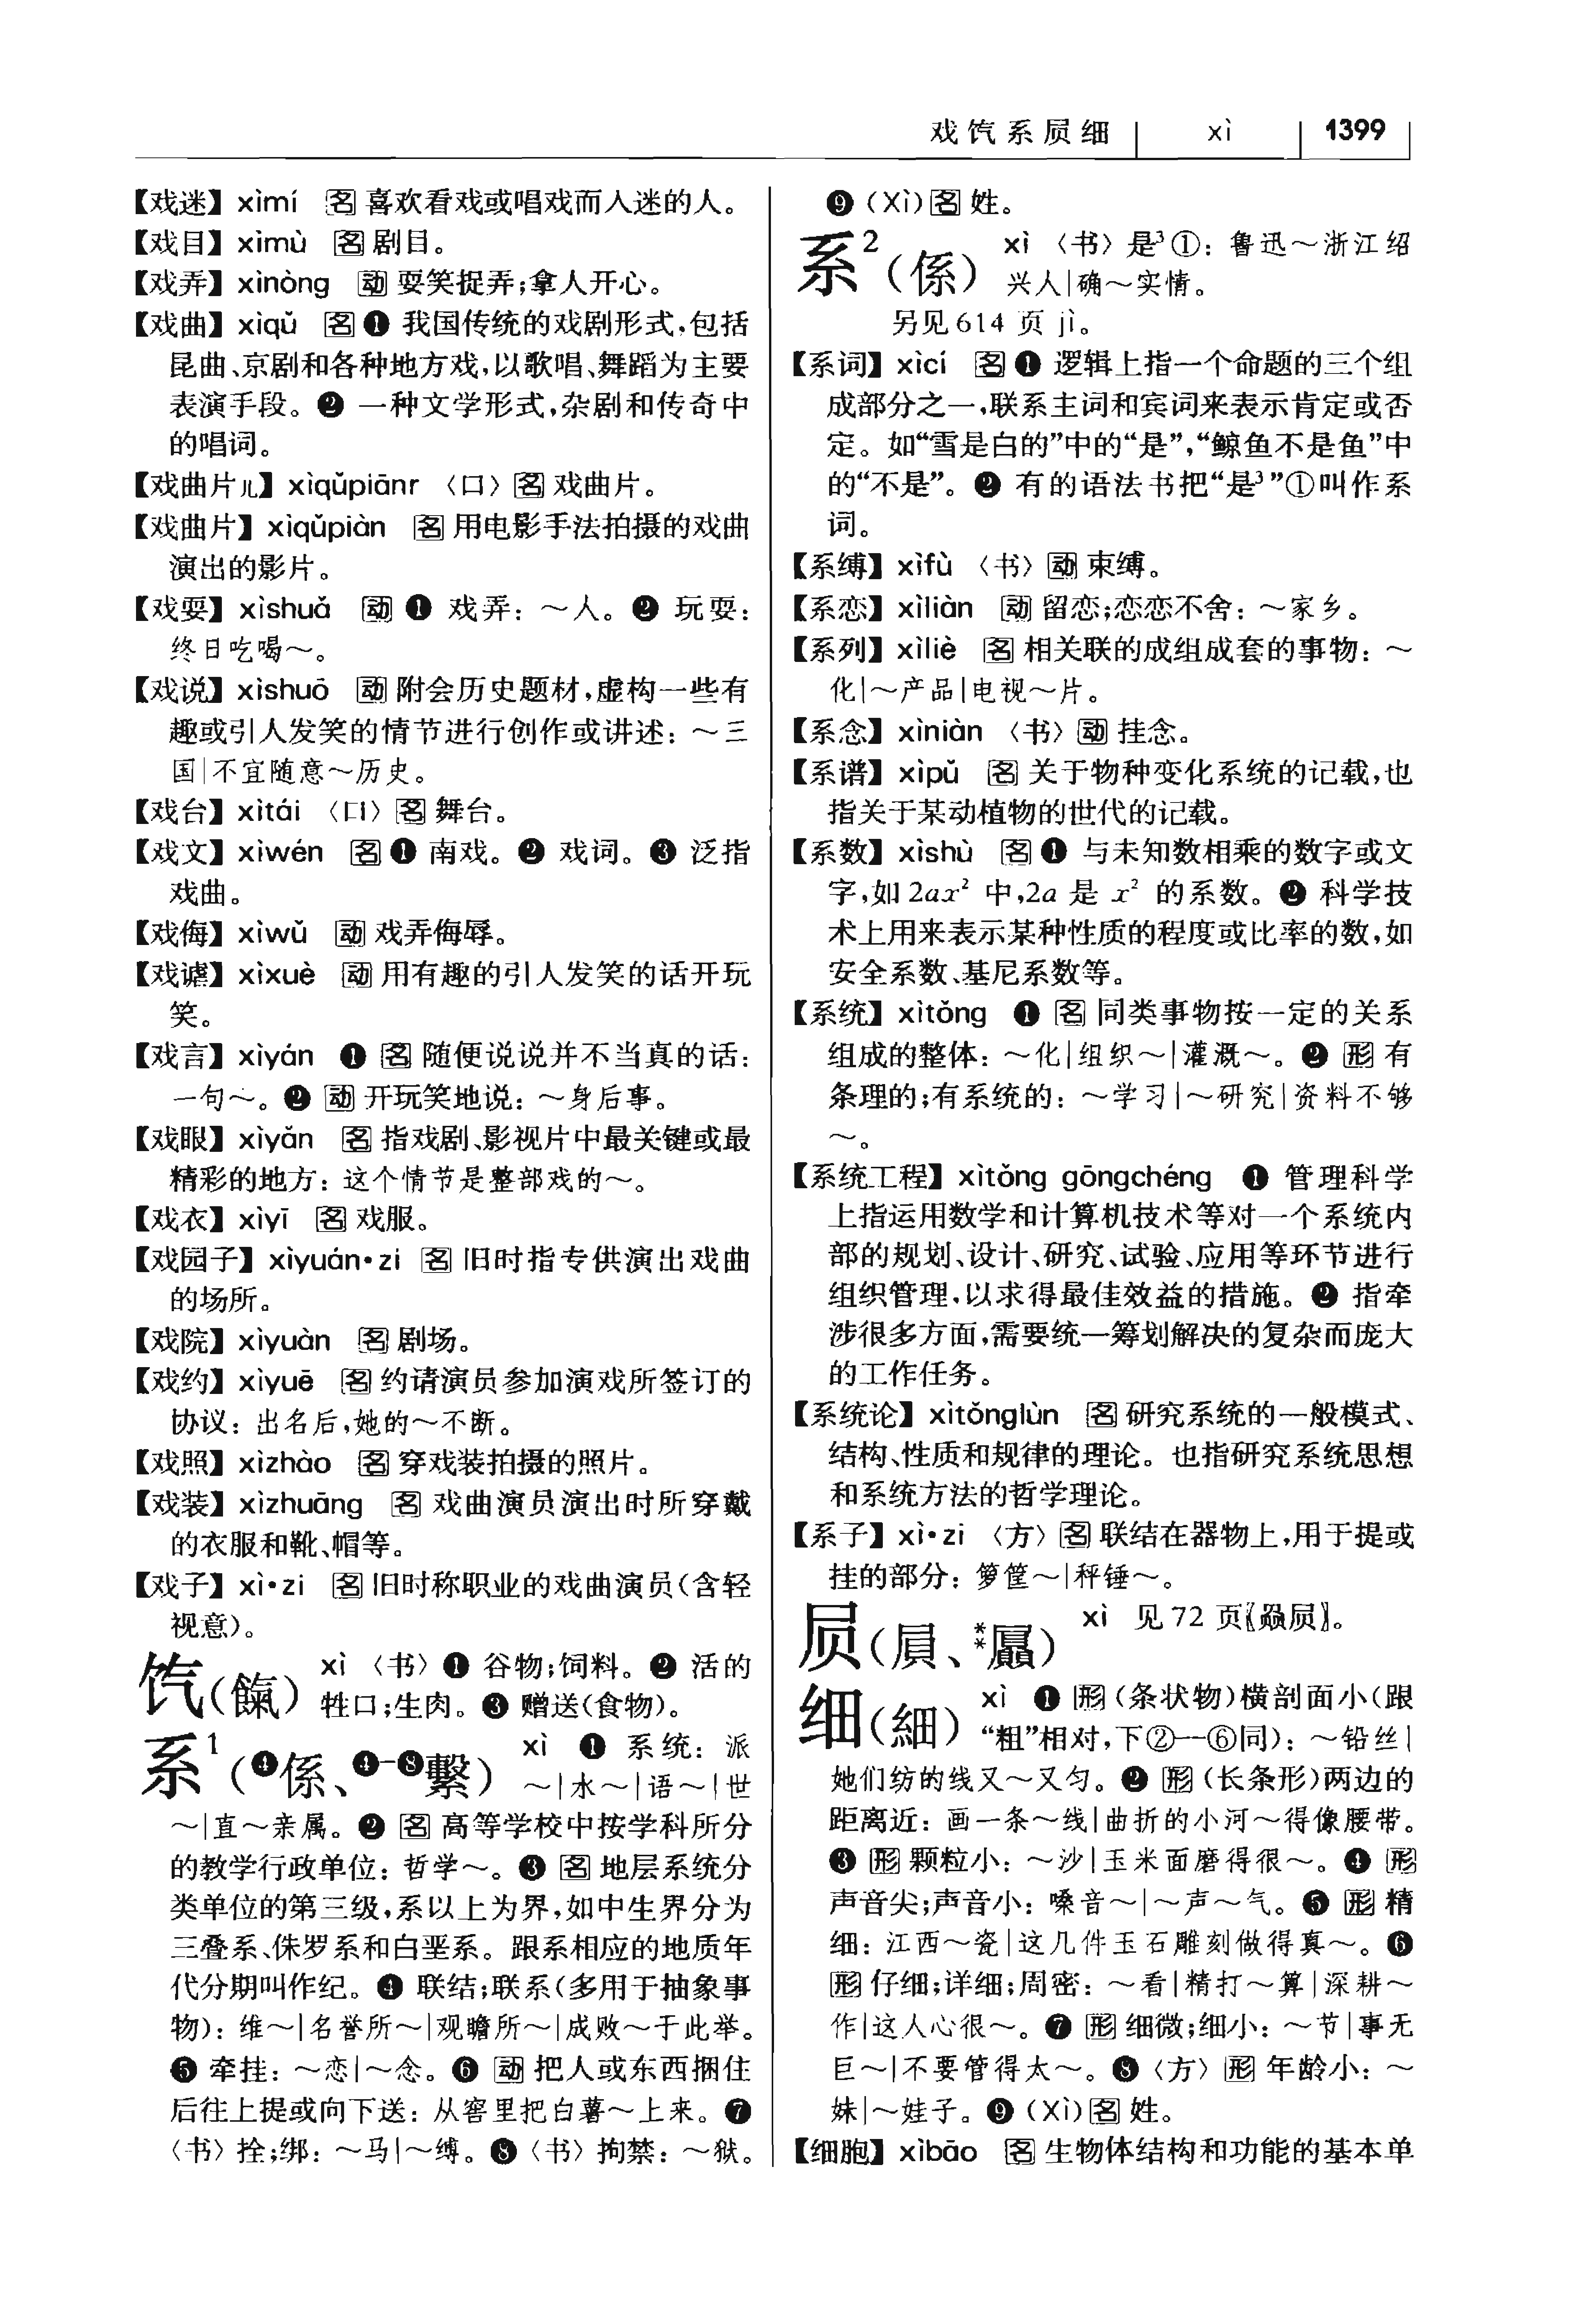 戏饩系屃细 xì 1399
【戏迷】xìmí 名 喜欢看戏或唱戏而入迷的人。
【戏目】xìmù 名 剧目。
【戏弄】xìnòng 动 耍笑捉弄;拿人开心。
【戏曲】xìqǔ 名 ❶ 我国传统的戏剧形式,包括
昆曲、京剧和各种地方戏,以歌唱、舞蹈为主要
表演手段。❷ 一种文学形式,杂剧和传奇中
的唱词。
【戏曲片儿】xìqǔpiānr 〈口〉名 戏曲片。
【戏曲片】xìqǔpiàn 名 用电影手法拍摄的戏曲
演出的影片。
【戏耍】xìshuǎ 动 ❶ 戏弄:～人。❷ 玩耍:
终日吃喝～。
【戏说】xìshuō 动 附会历史题材,虚构一些有
趣或引人发笑的情节进行创作或讲述:～三
国|不宜随意～历史。
【戏台】xìtái 〈口〉名 舞台。
【戏文】xìwén 名 ❶ 南戏。❷ 戏词。❸ 泛指
戏曲。
【戏侮】xìwǔ 动 戏弄侮辱。
【戏谑】xìxuè 动 用有趣的引人发笑的话开玩
笑。
【戏言】xìyán ❶ 名 随便说说并不当真的话:
一句～。❷ 动 开玩笑地说:～身后事。
【戏眼】xìyǎn 名 指戏剧、影视片中最关键或最
精彩的地方:这个情节是整部戏的～。
【戏衣】xìyī 名 戏服。
【戏园子】xìyuán·zi 名 旧时指专供演出戏曲
的场所。
【戏院】xìyuàn 名 剧场。
【戏约】xìyuē 名 约请演员参加演戏所签订的
协议:出名后,她的～不断。
【戏照】xìzhào 名 穿戏装拍摄的照片。
【戏装】xìzhuāng 名 戏曲演员演出时所穿戴
的衣服和靴、帽等。
【戏子】xì·zi 名 旧时称职业的戏曲演员(含轻
视意)。
饩(餼) xì 〈书〉❶ 谷物;饲料。❷ 活的
牲口;生肉。❸ 赠送(食物)。
系¹(❹係、❹-❽繫) xì ❶ 系统:派
～|水～|语～|世
～|直～亲属。❷ 名 高等学校中按学科所分
的教学行政单位:哲学～。❸ 名 地层系统分
类单位的第三级,系以上为界,如中生界分为
三叠系、侏罗系和白垩系。跟系相应的地质年
代分期叫作纪。❹ 联结;联系(多用于抽象事
物):维～|名誉所～|观瞻所～|成败～于此举。
❺ 牵挂:～恋|～念。❻ 动 把人或东西捆住
后往上提或向下送:从窖里把白薯～上来。❼
〈书〉拴;绑:～马|～缚。❽〈书〉拘禁:～狱。
❾ (Xì)名 姓。
系²(係) xì 〈书〉是³①:鲁迅～浙江绍
兴人|确～实情。
另见 614 页 jì。
【系词】xìcí 名 ❶ 逻辑上指一个命题的三个组
成部分之一,联系主词和宾词来表示肯定或否
定。如“雪是白的”中的“是”,“鲸鱼不是鱼”中
的“不是”。❷ 有的语法书把“是³”①叫作系
词。
【系缚】xìfù 〈书〉动 束缚。
【系恋】xìliàn 动 留恋;恋恋不舍:～家乡。
【系列】xìliè 名 相关联的成组成套的事物:～
化|～产品|电视～片。
【系念】xìniàn 〈书〉动 挂念。
【系谱】xìpǔ 名 关于物种变化系统的记载,也
指关于某动植物的世代的记载。
【系数】xìshù 名 ❶ 与未知数相乘的数字或文
字,如 2ax² 中,2a 是 x² 的系数。❷ 科学技
术上用来表示某种性质的程度或比率的数,如
安全系数、基尼系数等。
【系统】xìtǒng ❶ 名 同类事物按一定的关系
组成的整体:～化|组织～|灌溉～。❷ 形 有
条理的;有系统的:～学习|～研究|资料不够
～。
【系统工程】xìtǒng gōngchéng ❶ 管理科学
上指运用数学和计算机技术等对一个系统内
部的规划、设计、研究、试验、应用等环节进行
组织管理,以求得最佳效益的措施。❷ 指牵
涉很多方面,需要统一筹划解决的复杂而庞大
的工作任务。
【系统论】xìtǒnglùn 名 研究系统的一般模式、
结构、性质和规律的理论。也指研究系统思想
和系统方法的哲学理论。
【系子】xì·zi 〈方〉名 联结在器物上,用于提或
挂的部分:箩筐～|秤锤～。
屃(屓、**屭) xì 见 72 页〖赑屃〗。
细(細) xì ❶ 形 (条状物)横剖面小(跟
“粗”相对,下②—⑥同):～铅丝|
她们纺的线又～又匀。❷ 形 (长条形)两边的
距离近:画一条～线|曲折的小河～得像腰带。
❸ 形 颗粒小:～沙|玉米面磨得很～。❹ 形
声音尖;声音小:嗓音～|～声～气。❺ 形 精
细:江西～瓷|这几件玉石雕刻做得真～。❻
形 仔细;详细;周密:～看|精打～算|深耕～
作|这人心很～。❼ 形 细微;细小:～节|事无
巨～|不要管得太～。❽〈方〉形 年龄小:～
妹|～娃子。❾ (Xì)名 姓。
【细胞】xìbāo 名 生物体结构和功能的基本单